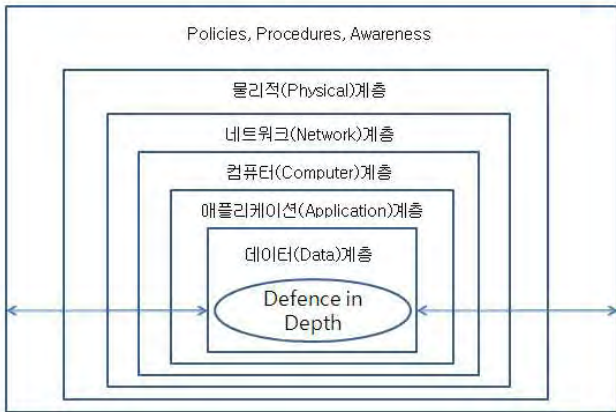 Policies, Procedures, Awareness
물리적(Physical)계층
네트워크(Network)계층
컴퓨터(Computer)계층
애플리케이션(Application)계층
데이터(Data)계층
Defence in
Depth